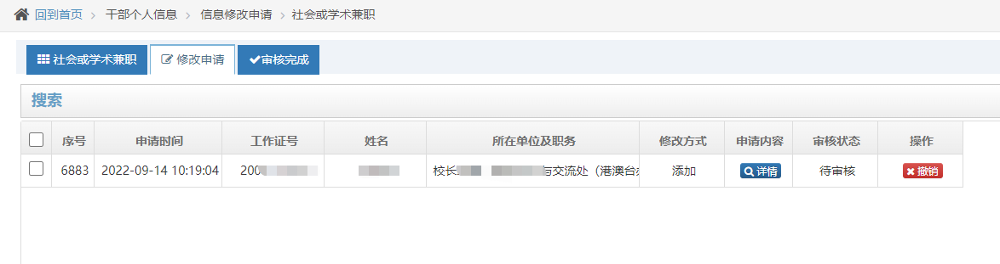 回到首页 > 干部个人信息 > 信息修改申请 > 社会或学术兼职
社会或学术兼职 修改申请 审核完成
搜索
序号 申请时间 工作证号 姓名 所在单位及职务 修改方式 申请内容 审核状态 操作
6883 2022-09-14 10:19:04 200 校长 与交流处（港澳台 添加 详情 待审核 撤销